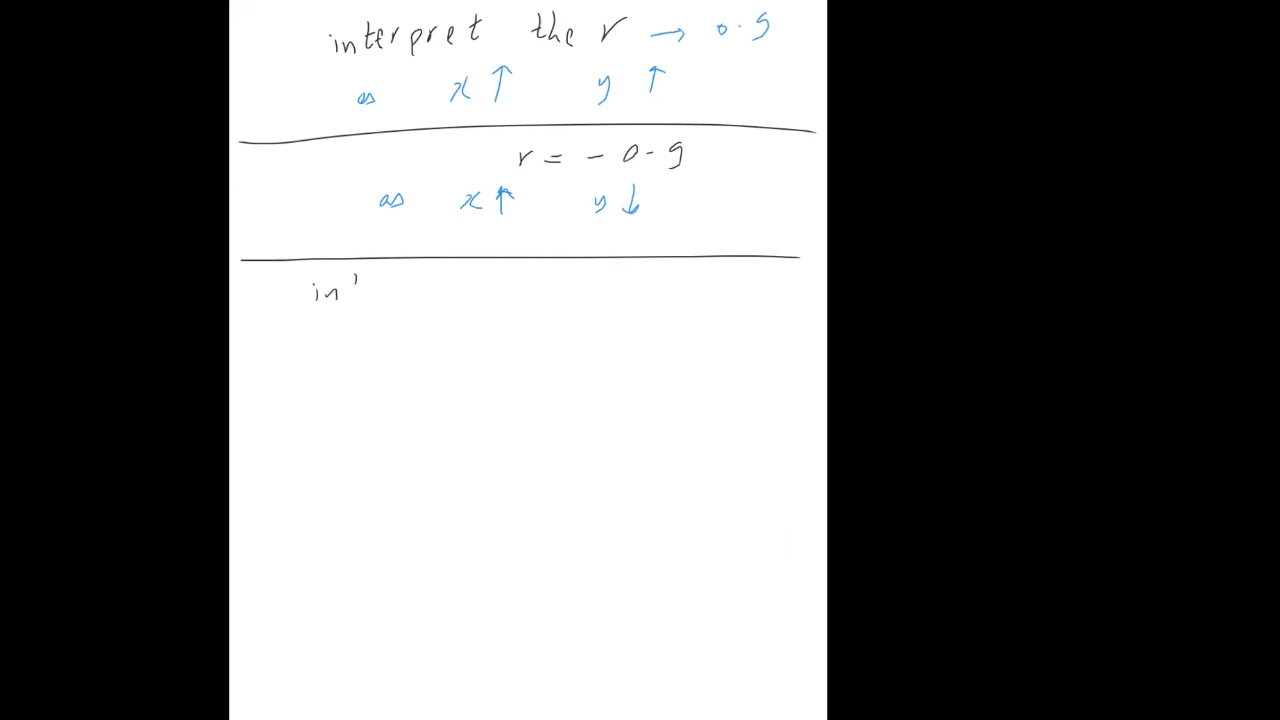 interpret the r → 0.9
as x ↑ y ↑
r = - 0.9
as x ↑ y ↓
in